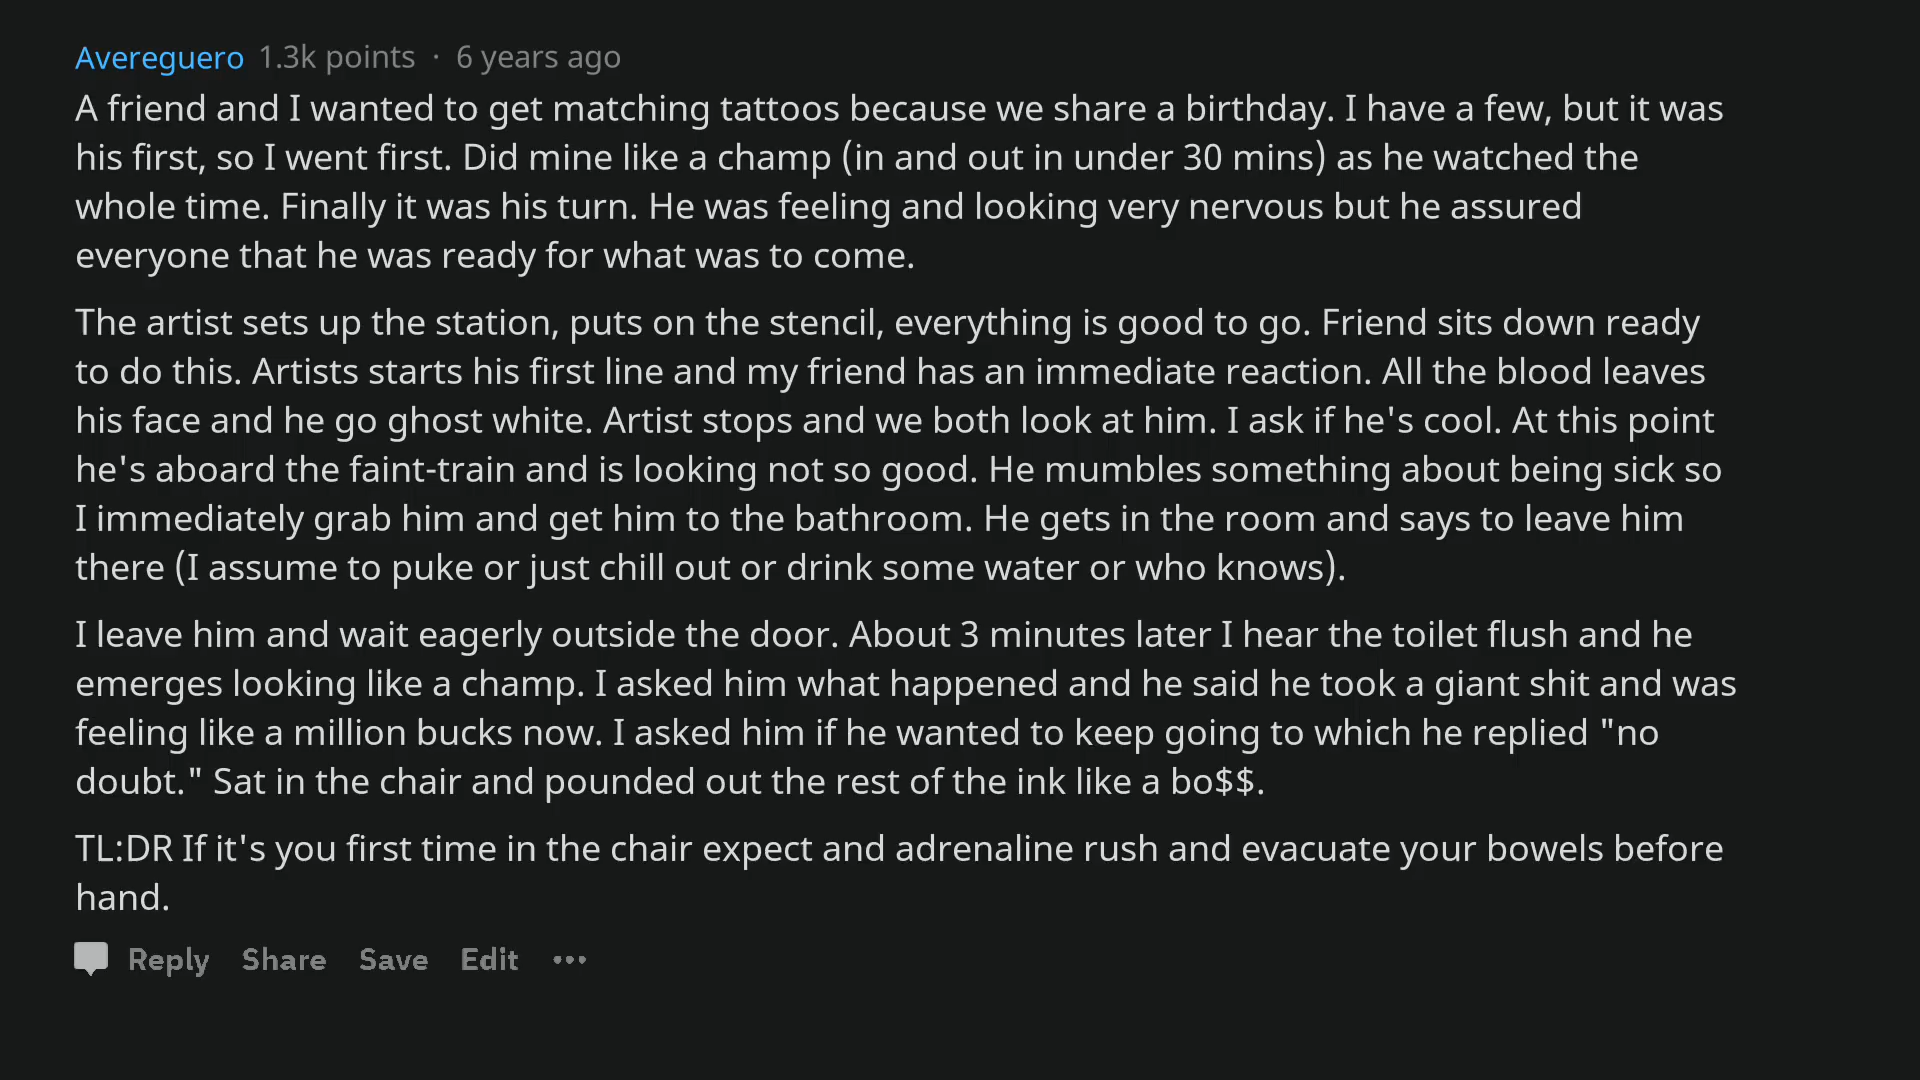 Avereguero 1.3k points · 6 years ago
A friend and I wanted to get matching tattoos because we share a birthday. I have a few, but it was
his first, so I went first. Did mine like a champ (in and out in under 30 mins) as he watched the
whole time. Finally it was his turn. He was feeling and looking very nervous but he assured
everyone that he was ready for what was to come.
The artist sets up the station, puts on the stencil, everything is good to go. Friend sits down ready
to do this. Artists starts his first line and my friend has an immediate reaction. All the blood leaves
his face and he go ghost white. Artist stops and we both look at him. I ask if he's cool. At this point
he's aboard the faint-train and is looking not so good. He mumbles something about being sick so
I immediately grab him and get him to the bathroom. He gets in the room and says to leave him
there (I assume to puke or just chill out or drink some water or who knows).
I leave him and wait eagerly outside the door. About 3 minutes later I hear the toilet flush and he
emerges looking like a champ. I asked him what happened and he said he took a giant shit and was
feeling like a million bucks now. I asked him if he wanted to keep going to which he replied "no
doubt." Sat in the chair and pounded out the rest of the ink like a bo$$.
TL:DR If it's you first time in the chair expect and adrenaline rush and evacuate your bowels before
hand.
Reply Share Save Edit •••